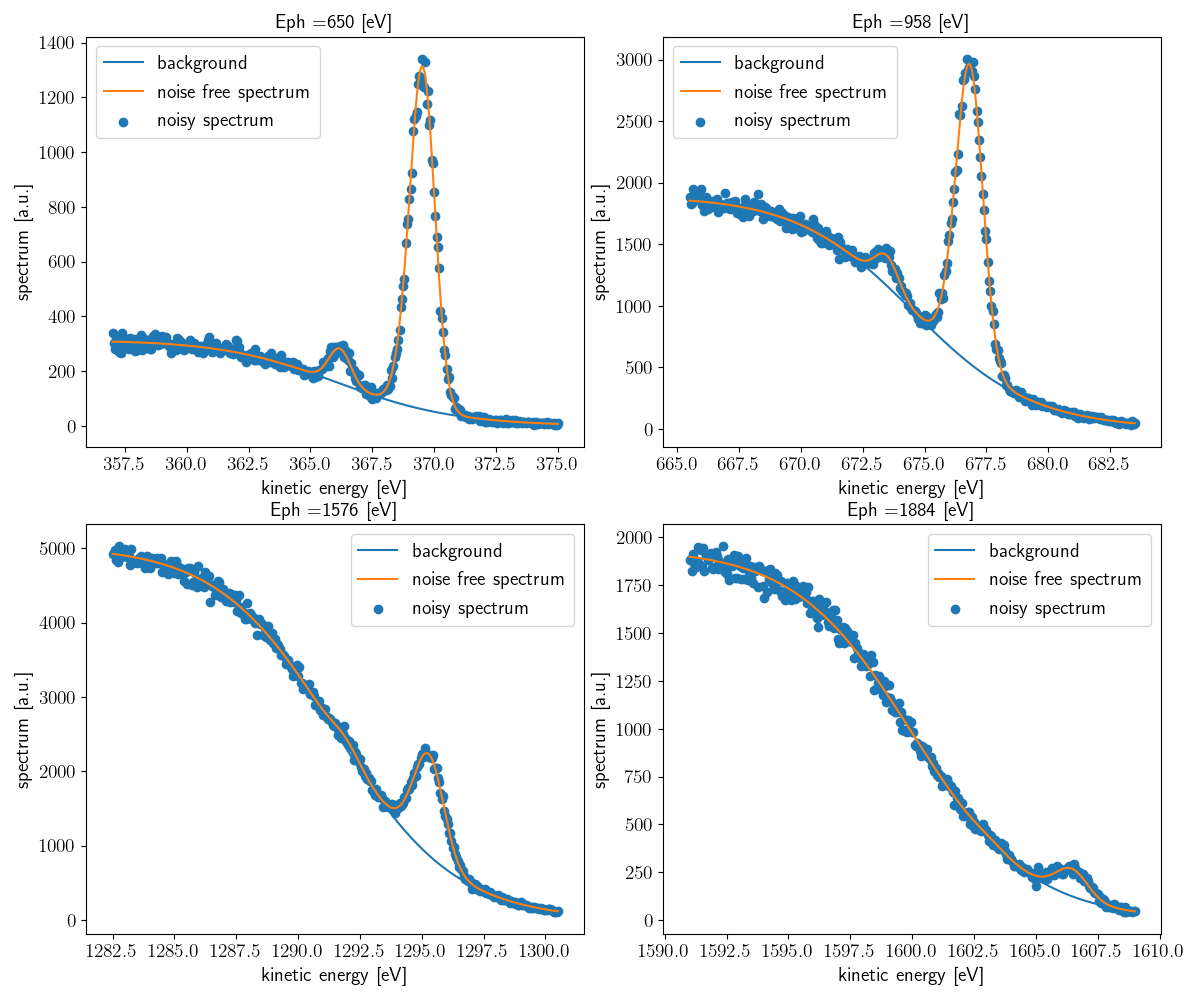 Eph =650 [eV]
1400
1200
1000
800
600
400
200
0
spectrum [a.u.]
background
noise free spectrum
noisy spectrum
357.5 360.0 362.5 365.0 367.5 370.0 372.5 375.0
kinetic energy [eV]
Eph =958 [eV]
3000
2500
2000
1500
1000
500
0
spectrum [a.u.]
background
noise free spectrum
noisy spectrum
665.0 667.5 670.0 672.5 675.0 677.5 680.0 682.5
kinetic energy [eV]
Eph =1576 [eV]
5000
4000
3000
2000
1000
0
spectrum [a.u.]
background
noise free spectrum
noisy spectrum
1282.5 1285.0 1287.5 1290.0 1292.5 1295.0 1297.5 1300.0
kinetic energy [eV]
Eph =1884 [eV]
2000
1750
1500
1250
1000
750
500
250
0
spectrum [a.u.]
background
noise free spectrum
noisy spectrum
1590.0 1592.5 1595.0 1597.5 1600.0 1602.5 1605.0 1607.5 1610.0
kinetic energy [eV]